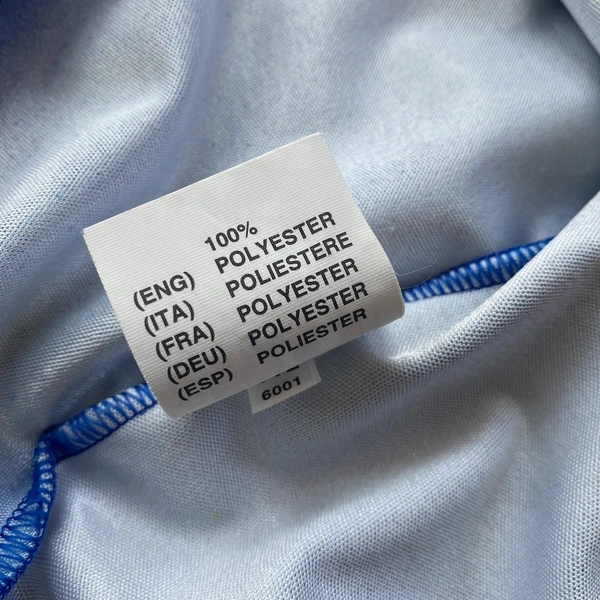 100%
(ENG) POLYESTER
(ITA) POLIESTERE
(FRA) POLYESTER
(DEU) POLYESTER
(ESP) POLIESTER
6001